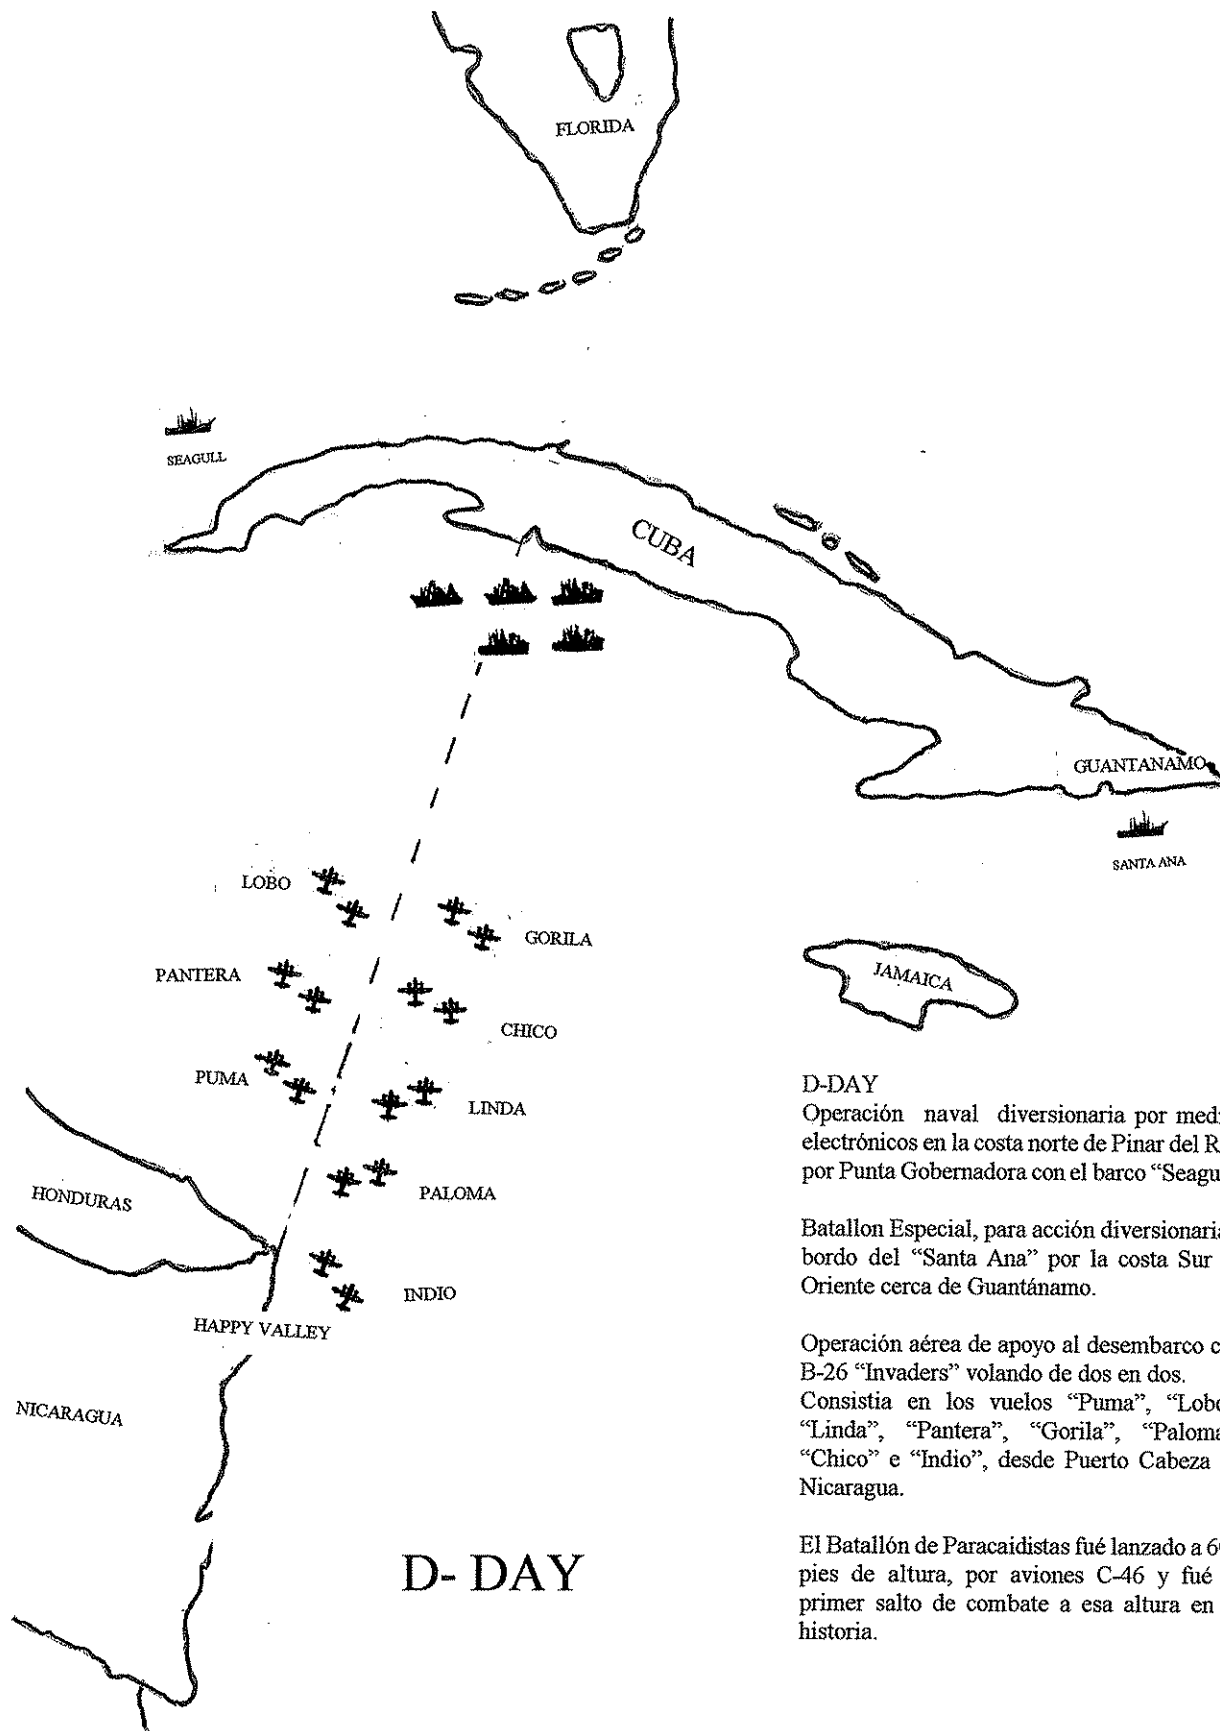 FLORIDA
SEAGULL
CUBA
GUANTANAMO
SANTA ANA
LOBO
GORILA
PANTERA
JAMAICA
CHICO
PUMA
LINDA
PALOMA
HONDURAS
INDIO
HAPPY VALLEY
NICARAGUA
D- DAY
D-DAY
Operación naval diversionaria por med
electrónicos en la costa norte de Pinar del R
por Punta Gobernadora con el barco “Seagu
Batallon Especial, para acción diversionaria
bordo del “Santa Ana” por la costa Sur
Oriente cerca de Guantánamo.
Operación aérea de apoyo al desembarco c
B-26 “Invaders” volando de dos en dos.
Consistia en los vuelos “Puma”, “Lobo
“Linda”, “Pantera”, “Gorila”, “Paloma
“Chico” e “Indio”, desde Puerto Cabeza
Nicaragua.
El Batallón de Paracaidistas fué lanzado a 6
pies de altura, por aviones C-46 y fué
primer salto de combate a esa altura en
historia.